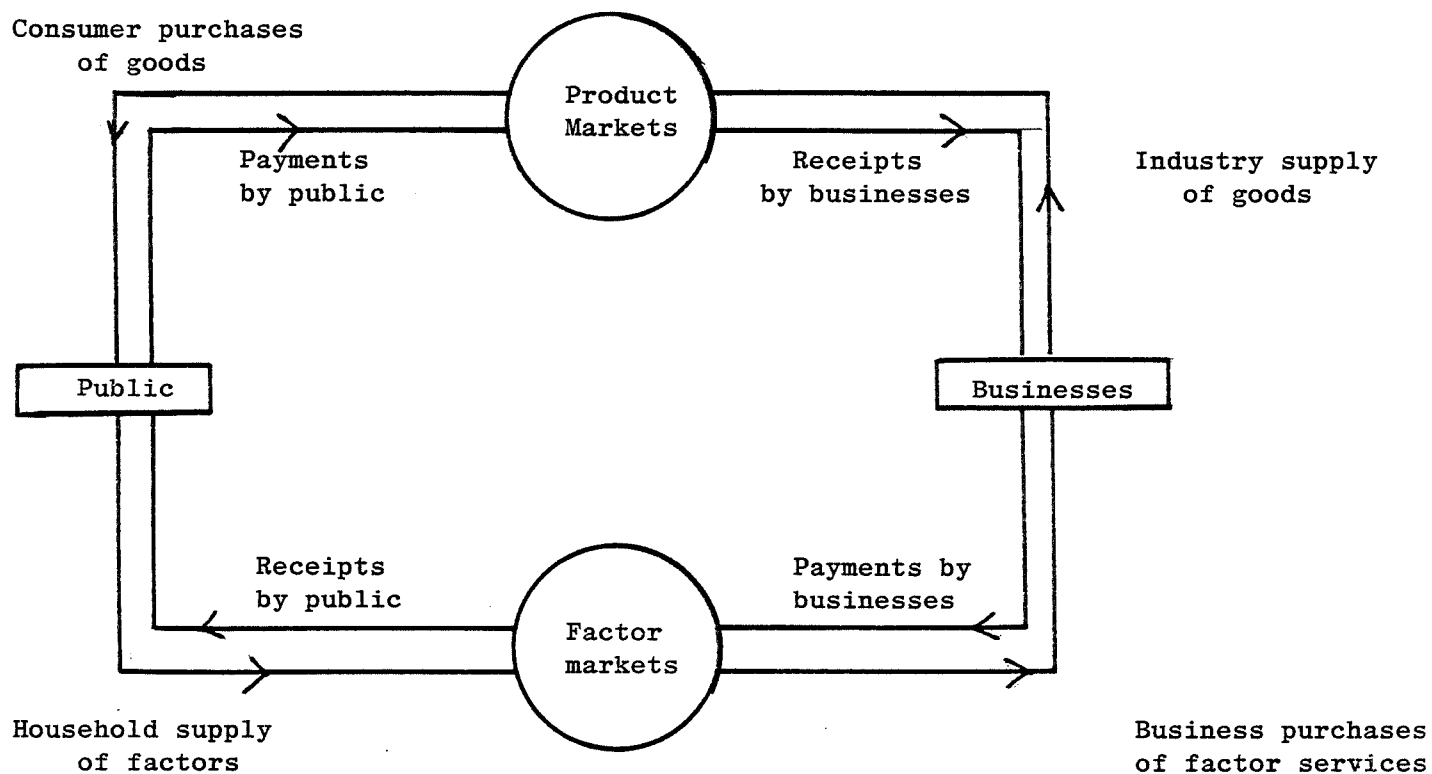 Consumer purchases
of goods
Product
Markets
Payments
by public
Receipts
by businesses
Industry supply
of goods
Public
Businesses
Receipts
by public
Payments by
businesses
Factor
markets
Household supply
of factors
Business purchases
of factor services